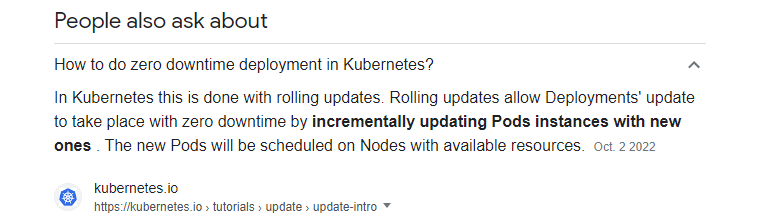 People also ask about
How to do zero downtime deployment in Kubernetes?
In Kubernetes this is done with rolling updates. Rolling updates allow Deployments' update
to take place with zero downtime by incrementally updating Pods instances with new
ones . The new Pods will be scheduled on Nodes with available resources. Oct. 2 2022
kubernetes.io
https://kubernetes.io › tutorials › update › update-intro